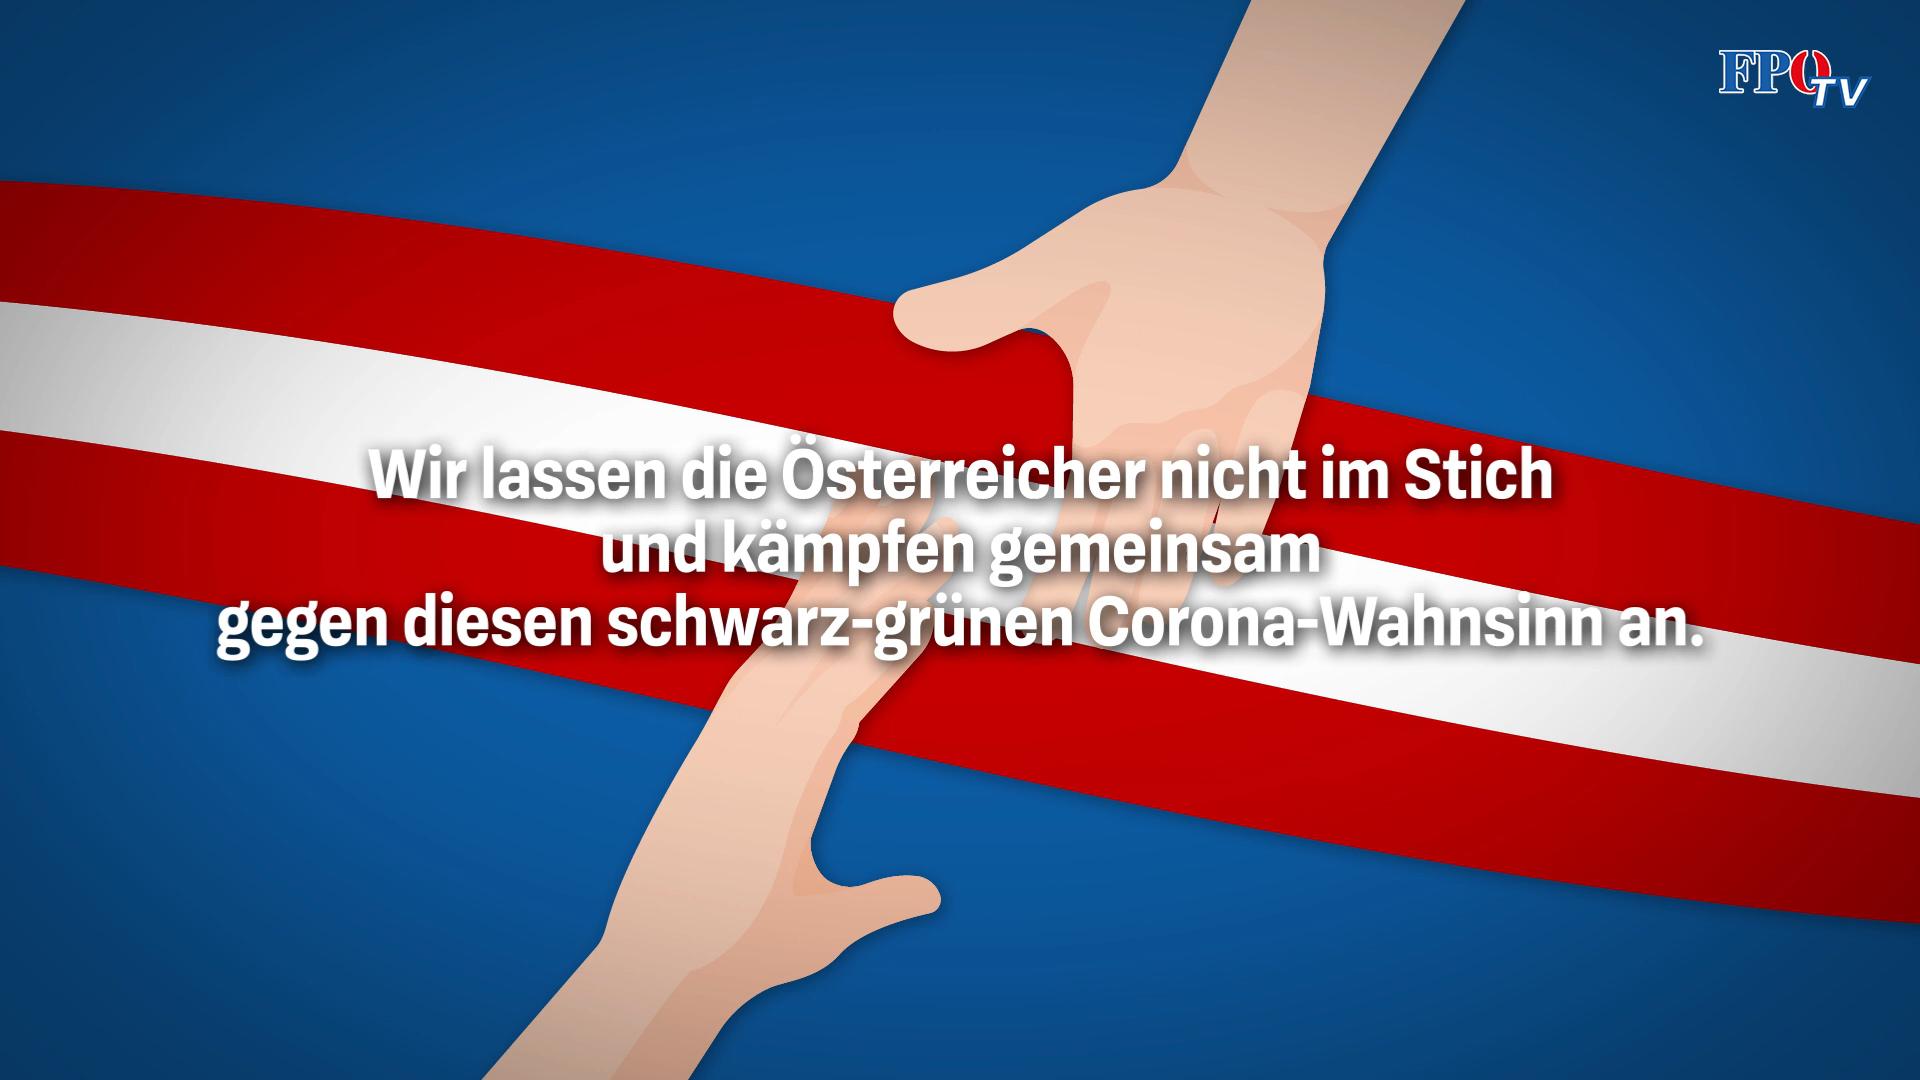 FPÖ TV
Wir lassen die Österreicher nicht im Stich
und kämpfen gemeinsam
gegen diesen schwarz-grünen Corona-Wahnsinn an.